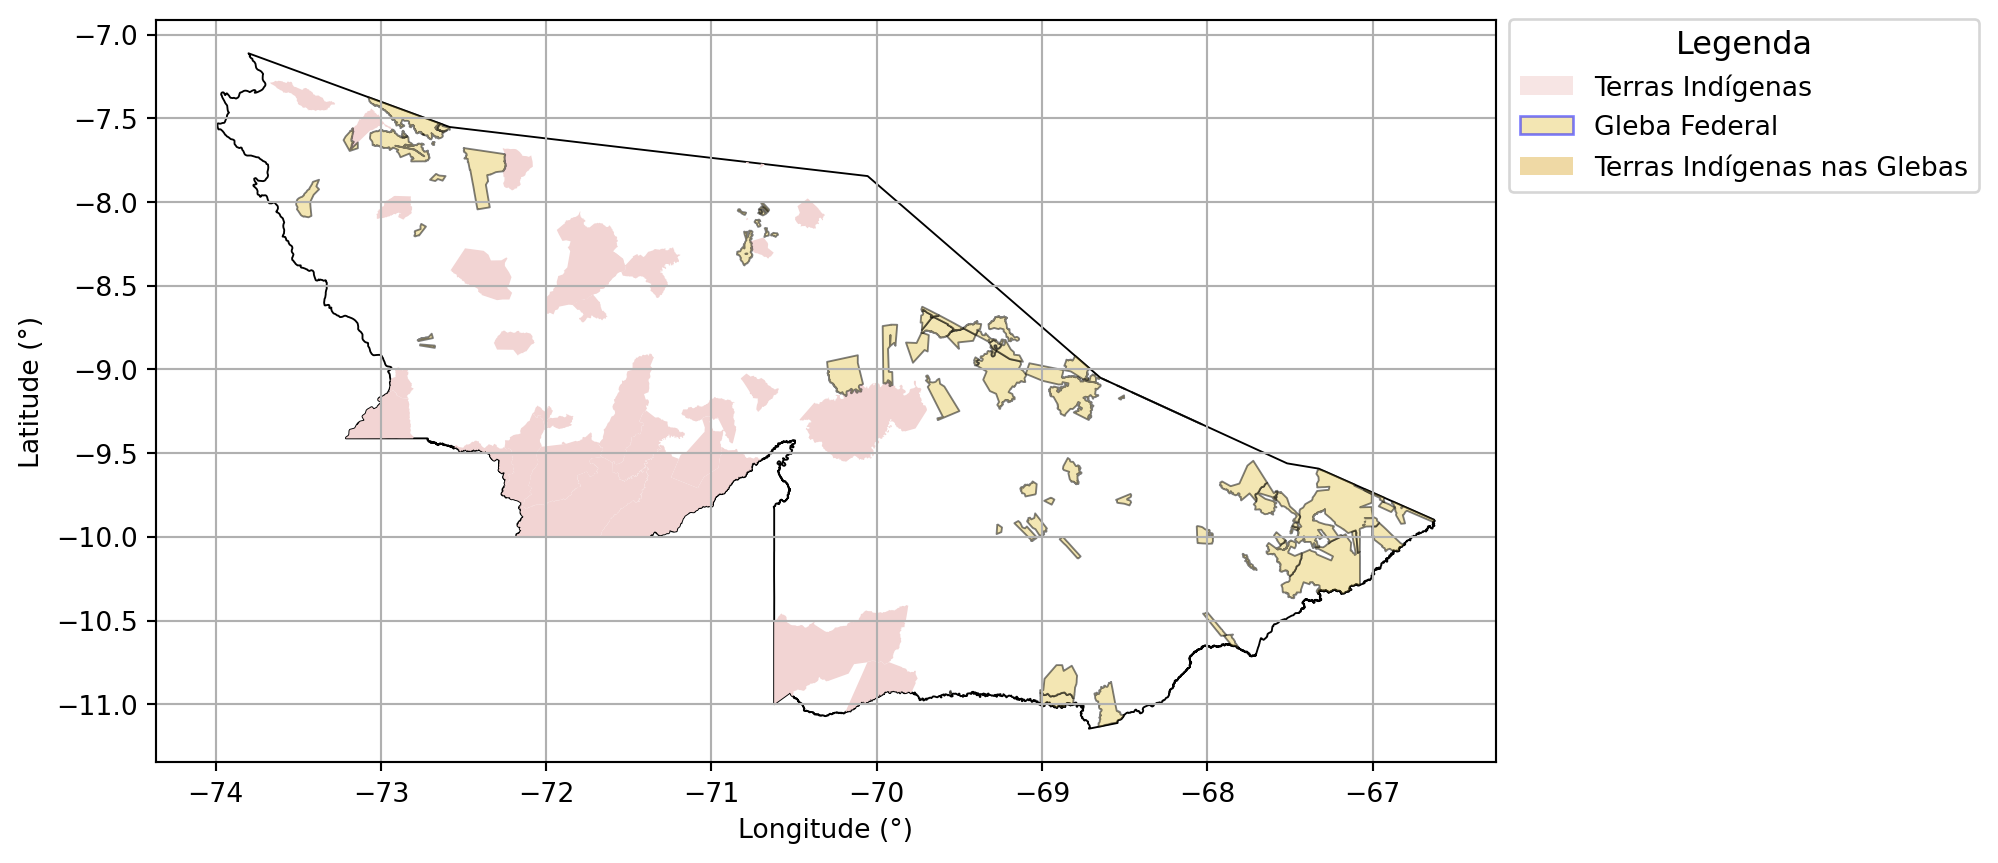 Legenda
Terras Indígenas
Gleba Federal
Terras Indígenas nas Glebas
Latitude (°)
−7.0
−7.5
−8.0
−8.5
−9.0
−9.5
−10.0
−10.5
−11.0
−74 −73 −72 −71 −70 −69 −68 −67
Longitude (°)